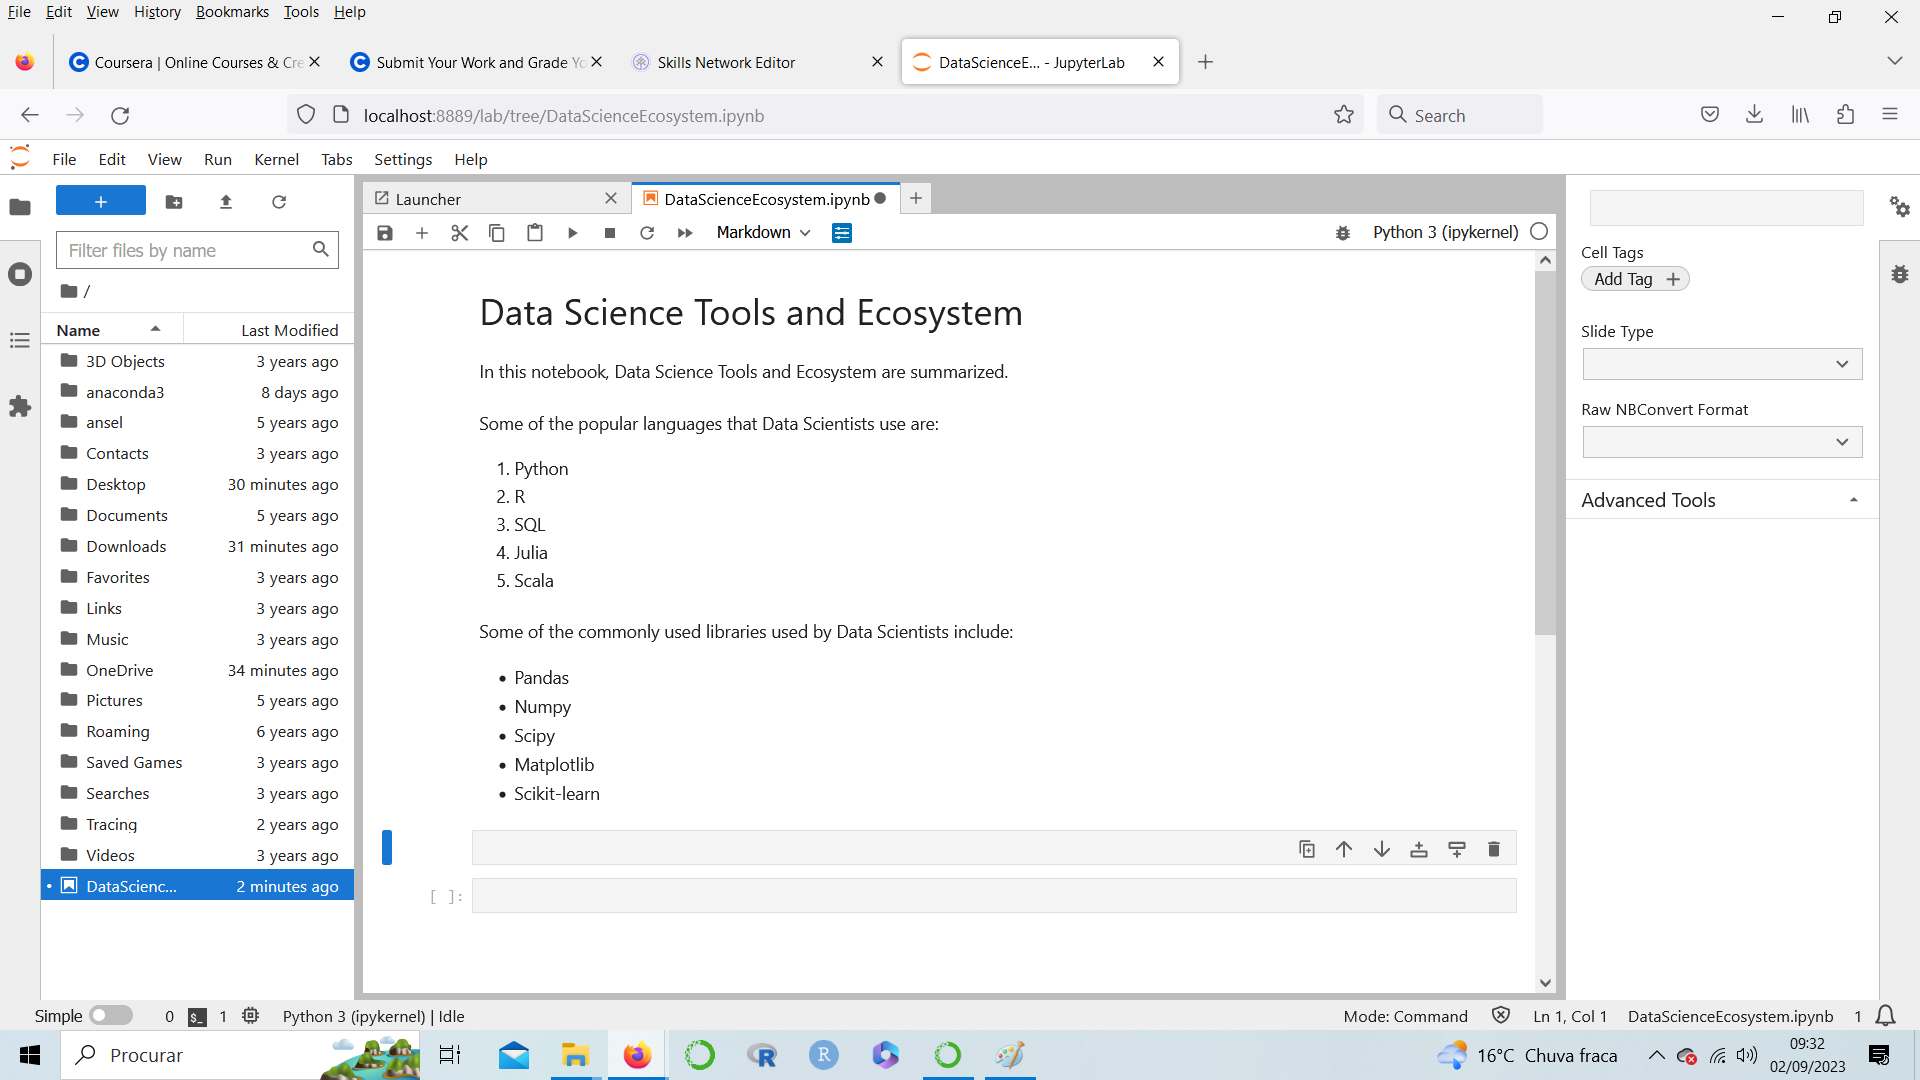 File Edit View History Bookmarks Tools Help
Coursera | Online Courses & Cre
Submit Your Work and Grade Yo
Skills Network Editor
DataScienceE... - JupyterLab
localhost:8889/lab/tree/DataScienceEcosystem.ipynb
Search
File Edit View Run Kernel Tabs Settings Help
Launcher
DataScienceEcosystem.ipynb
Markdown
Python 3 (ipykernel)
Filter files by name
/
Name Last Modified
3D Objects 3 years ago
anaconda3 8 days ago
ansel 5 years ago
Contacts 3 years ago
Desktop 30 minutes ago
Documents 5 years ago
Downloads 31 minutes ago
Favorites 3 years ago
Links 3 years ago
Music 3 years ago
OneDrive 34 minutes ago
Pictures 5 years ago
Roaming 6 years ago
Saved Games 3 years ago
Searches 3 years ago
Tracing 2 years ago
Videos 3 years ago
• DataScienc... 2 minutes ago
Data Science Tools and Ecosystem
In this notebook, Data Science Tools and Ecosystem are summarized.
Some of the popular languages that Data Scientists use are:
1. Python
2. R
3. SQL
4. Julia
5. Scala
Some of the commonly used libraries used by Data Scientists include:
• Pandas
• Numpy
• Scipy
• Matplotlib
• Scikit-learn
[ ]:
Cell Tags
Add Tag +
Slide Type
Raw NBConvert Format
Advanced Tools
Simple 0 $_ 1 Python 3 (ipykernel) | Idle
Mode: Command Ln 1, Col 1 DataScienceEcosystem.ipynb 1
Procurar
R
R
16°C Chuva fraca
09:32
02/09/2023